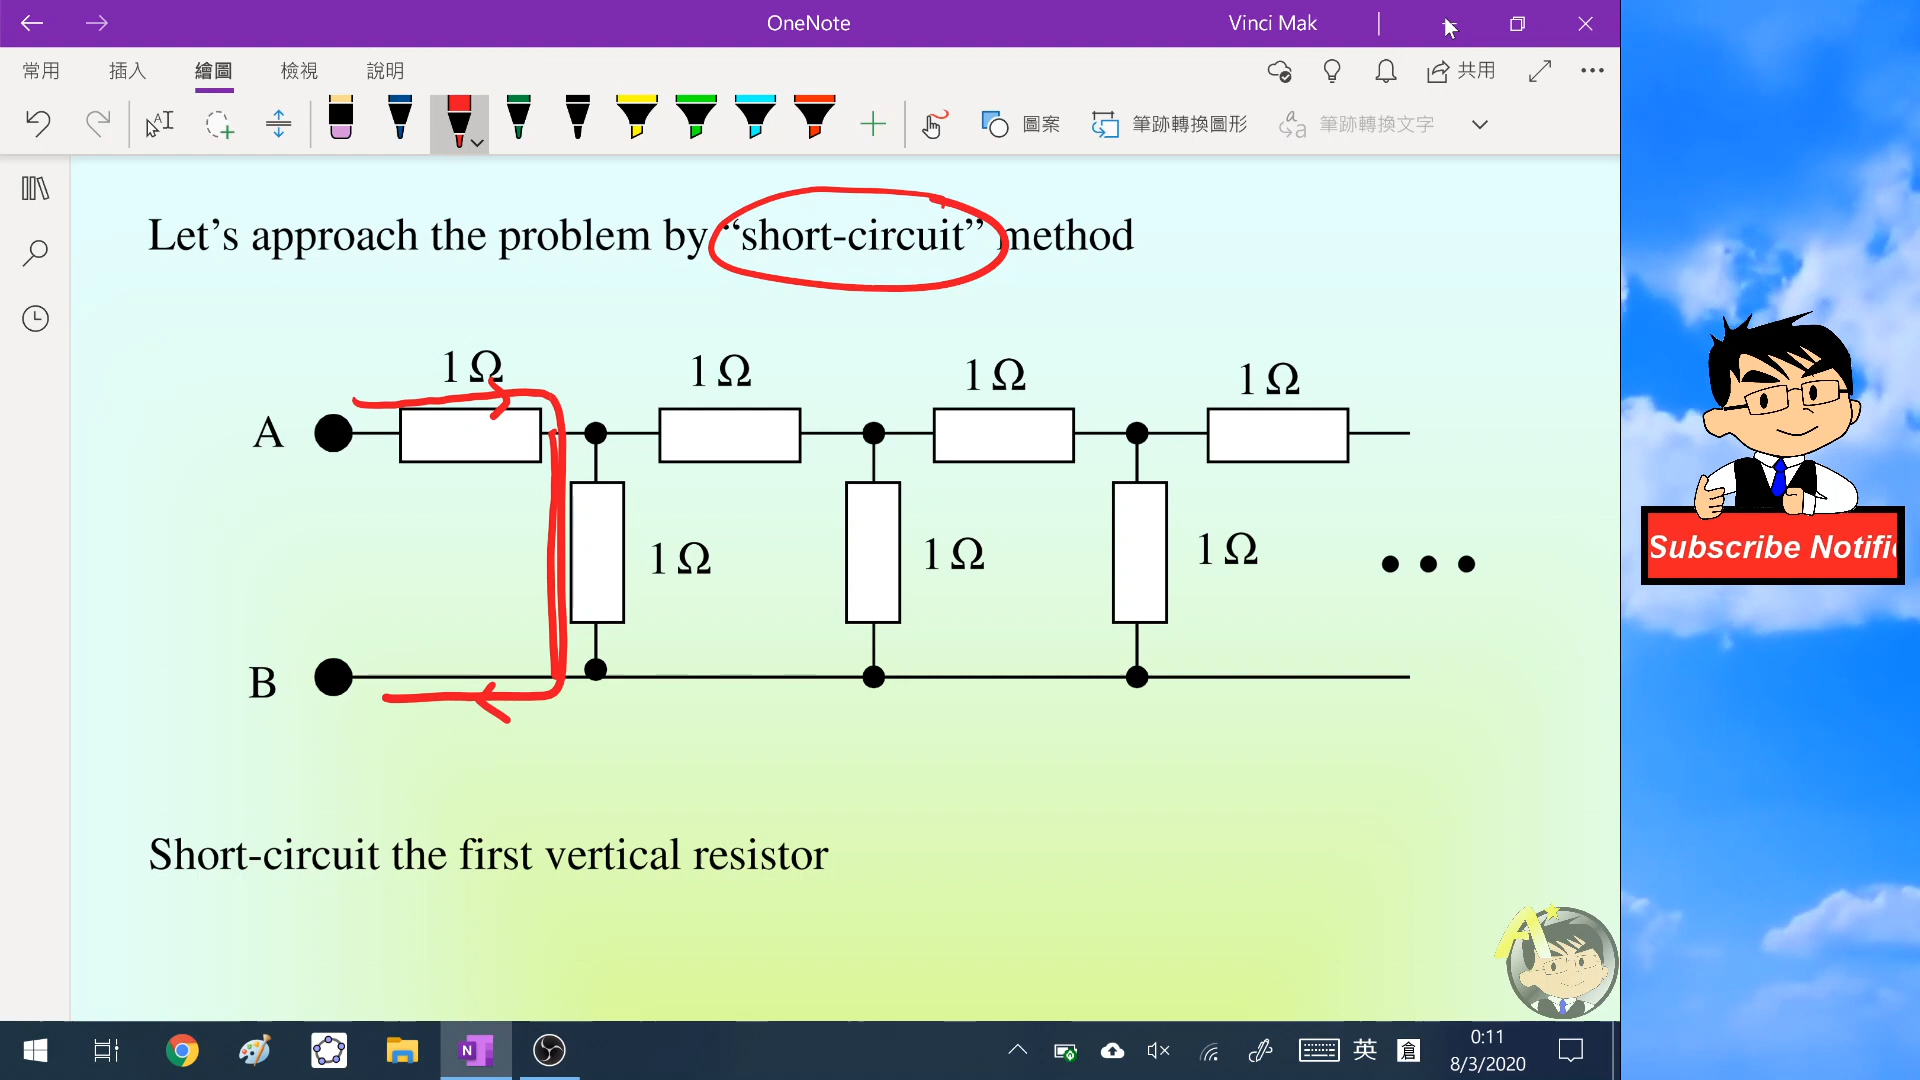 OneNote
Vinci Mak
常用
插入
繪圖
檢視
說明
共用
圖案
筆跡轉換圖形
筆跡轉換文字
Let’s approach the problem by “short-circuit” method
1 Ω
1 Ω
1 Ω
1 Ω
A
1 Ω
1 Ω
1 Ω
B
Short-circuit the first vertical resistor
Subscribe Notifi
A
N
英
倉
0:11
8/3/2020